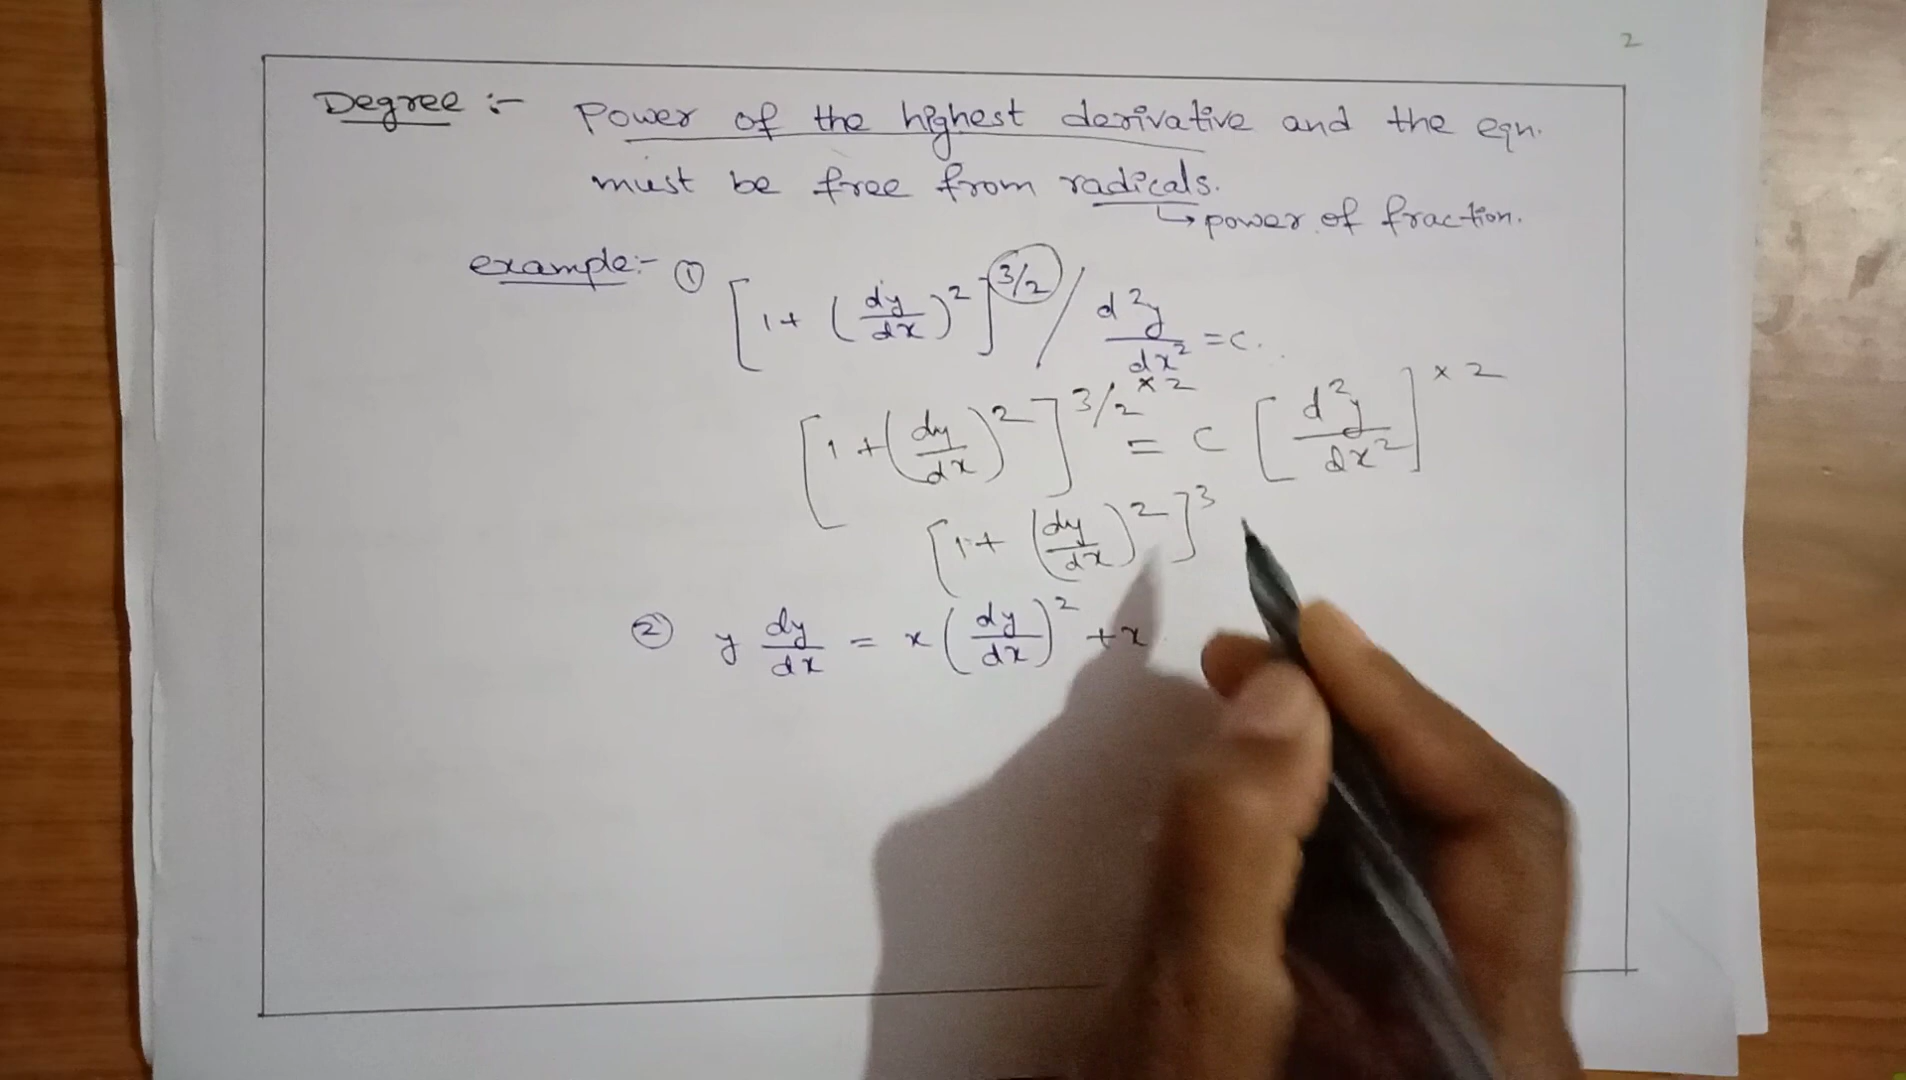 2
Degree :- Power of the highest derivative and the eqn.
must be free from radicals.
↳ power of fraction.
example:- ① [1 + (dy/dx)²]^3/2 / d²y/dx² = c.
[1 + (dy/dx)²]^3/2 × 2 = c [d²y/dx²]^× 2
[1 + (dy/dx)²]³
② y dy/dx = x (dy/dx)² + x